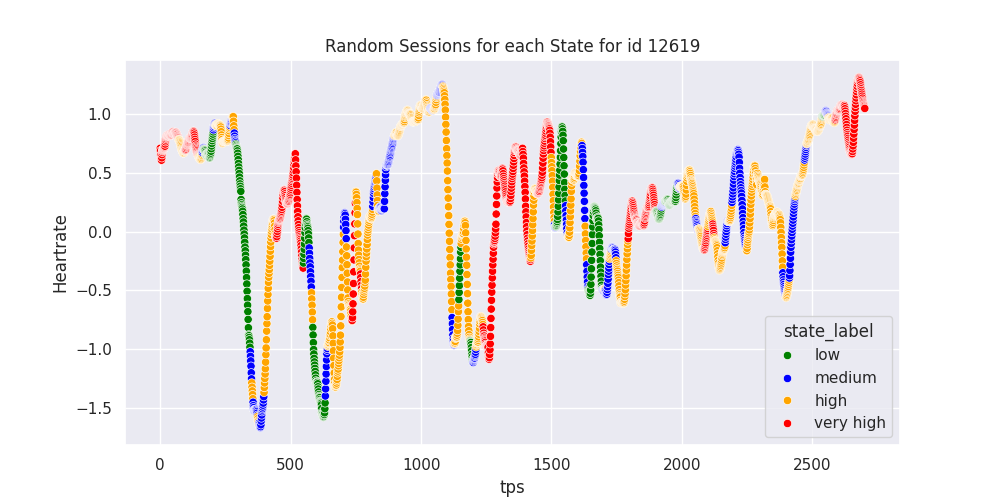 Random Sessions for each State for id 12619
Heartrate
1.0
0.5
0.0
−0.5
−1.0
−1.5
0
500
1000
1500
2000
2500
tps
state_label
low
medium
high
very high